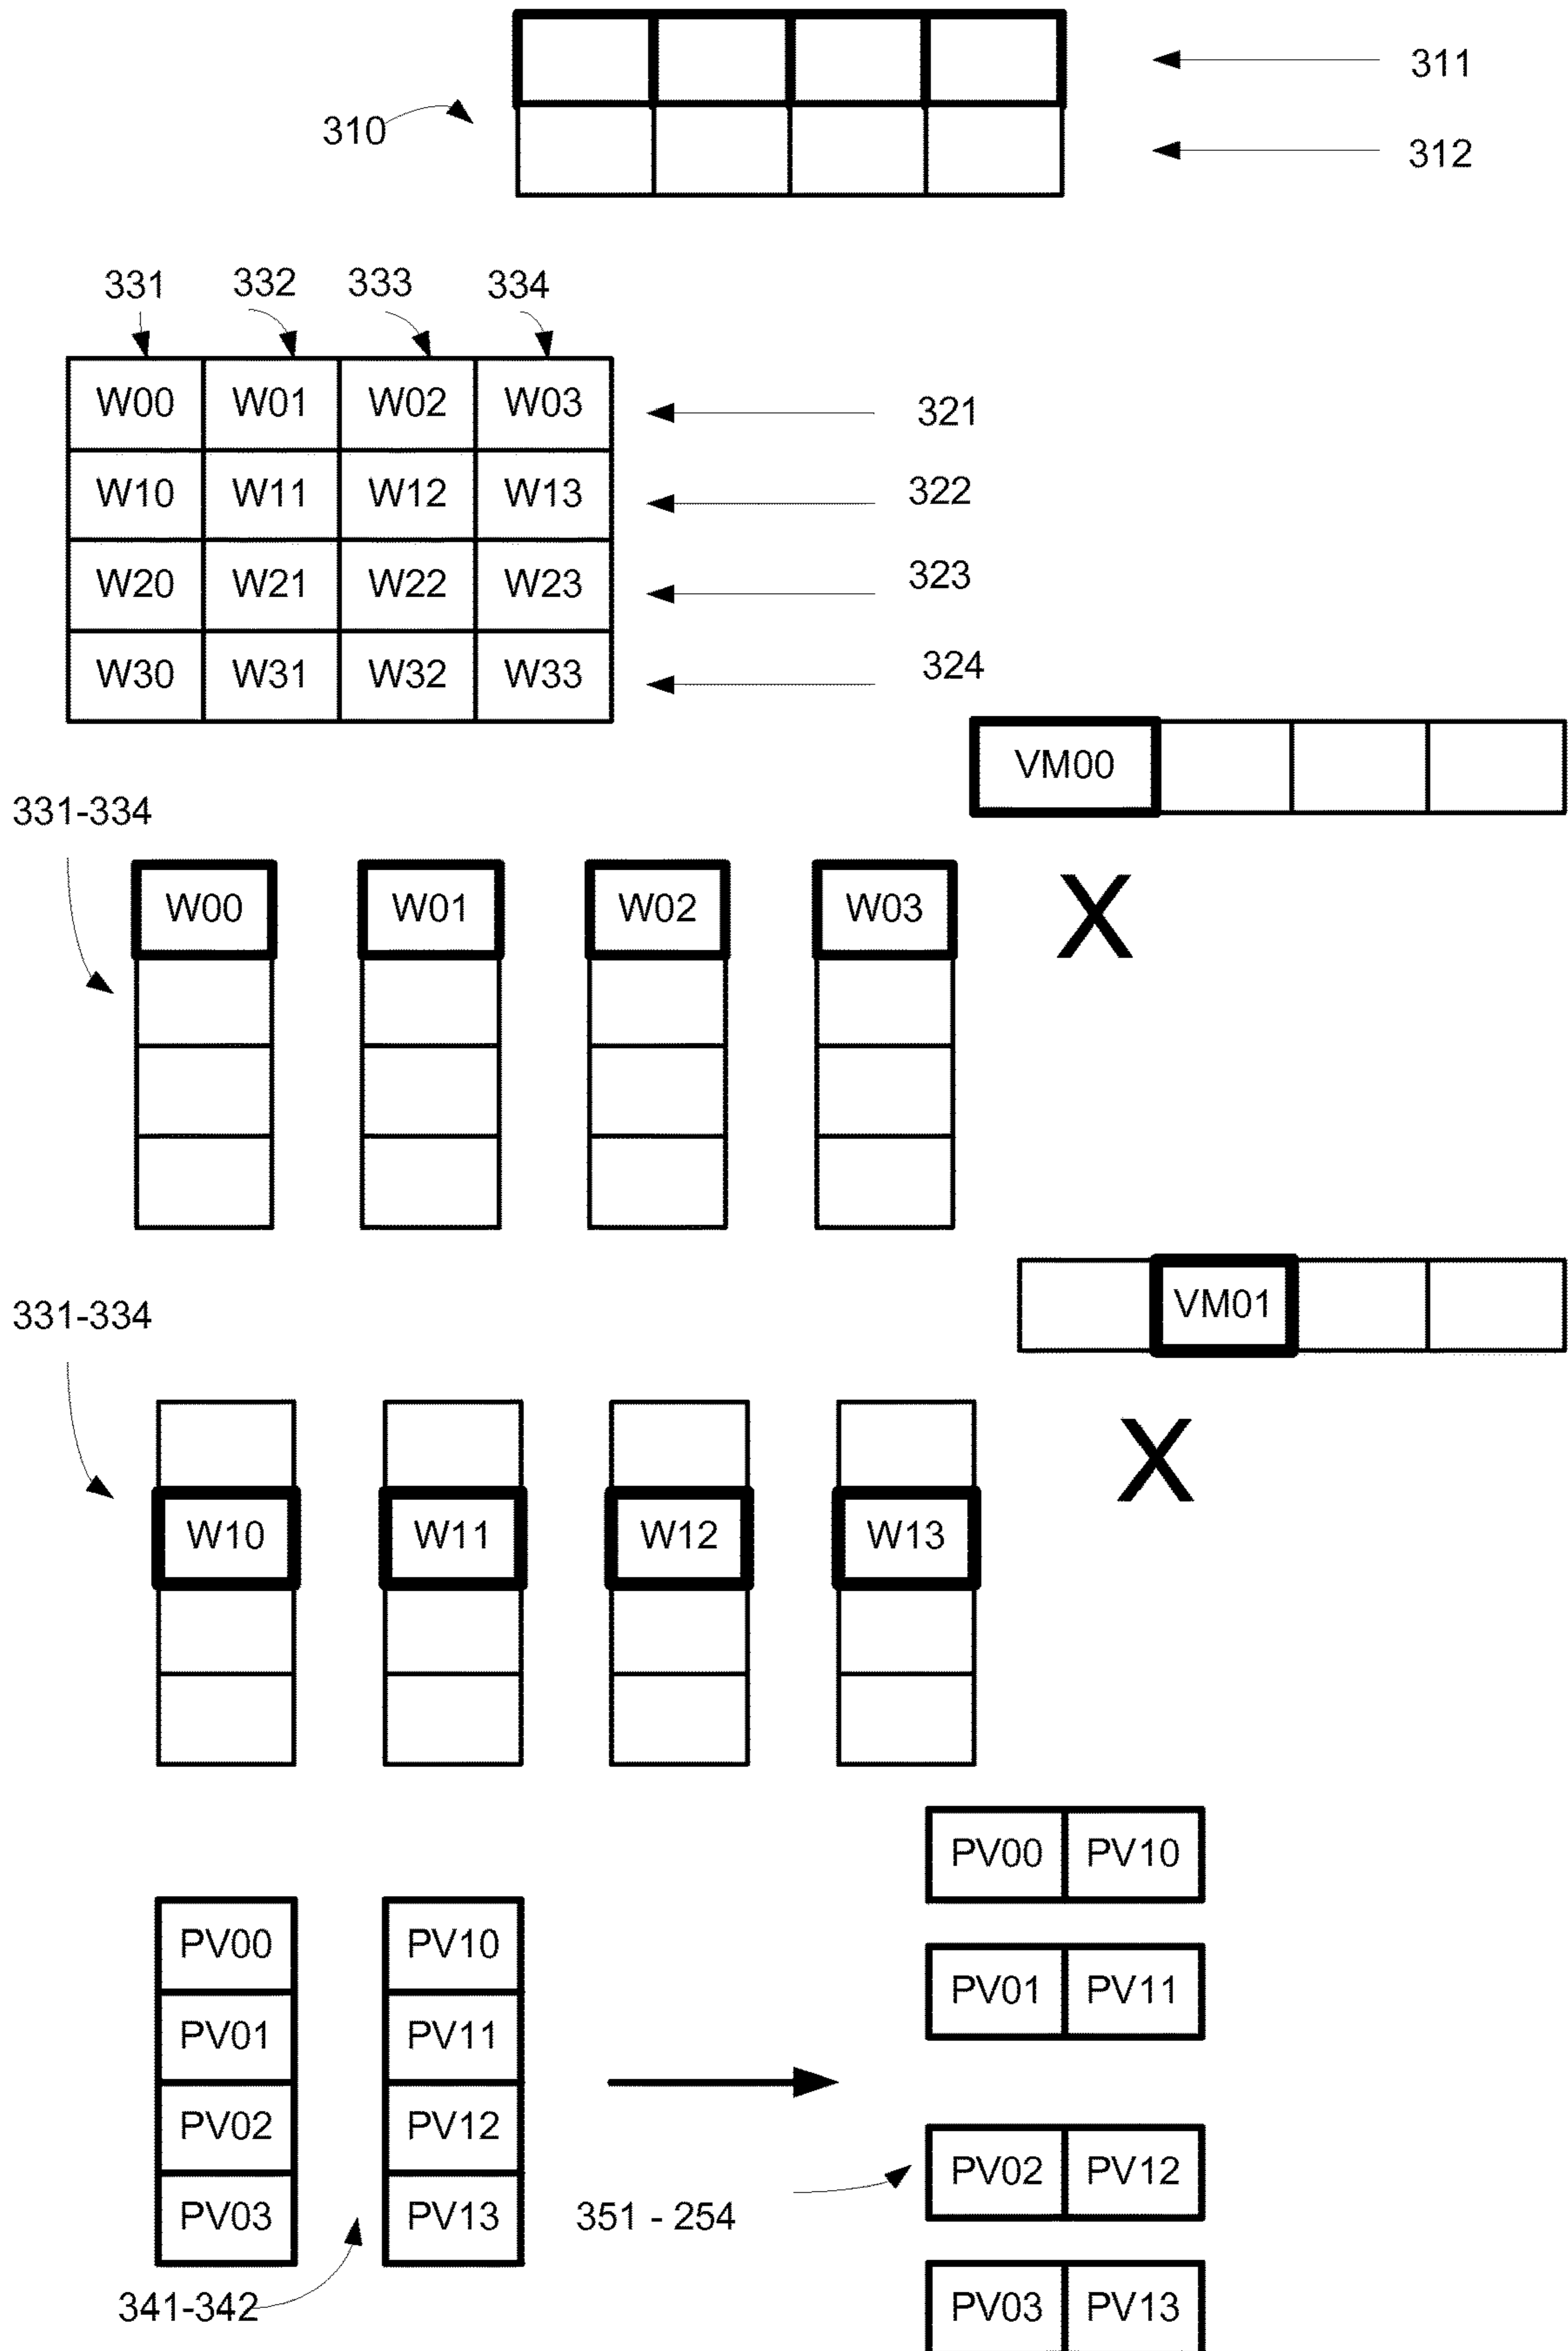 311
310
312
331 332 333 334
W00 W01 W02 W03
321
W10 W11 W12 W13
322
W20 W21 W22 W23
323
W30 W31 W32 W33
324
VM00
331-334
W00 W01 W02 W03
X
VM01
331-334
X
W10 W11 W12 W13
PV00 PV10
PV00 PV10
PV01 PV11
PV01 PV11
PV02 PV12
PV02 PV12
PV03 PV13
351 - 254
341-342
PV03 PV13